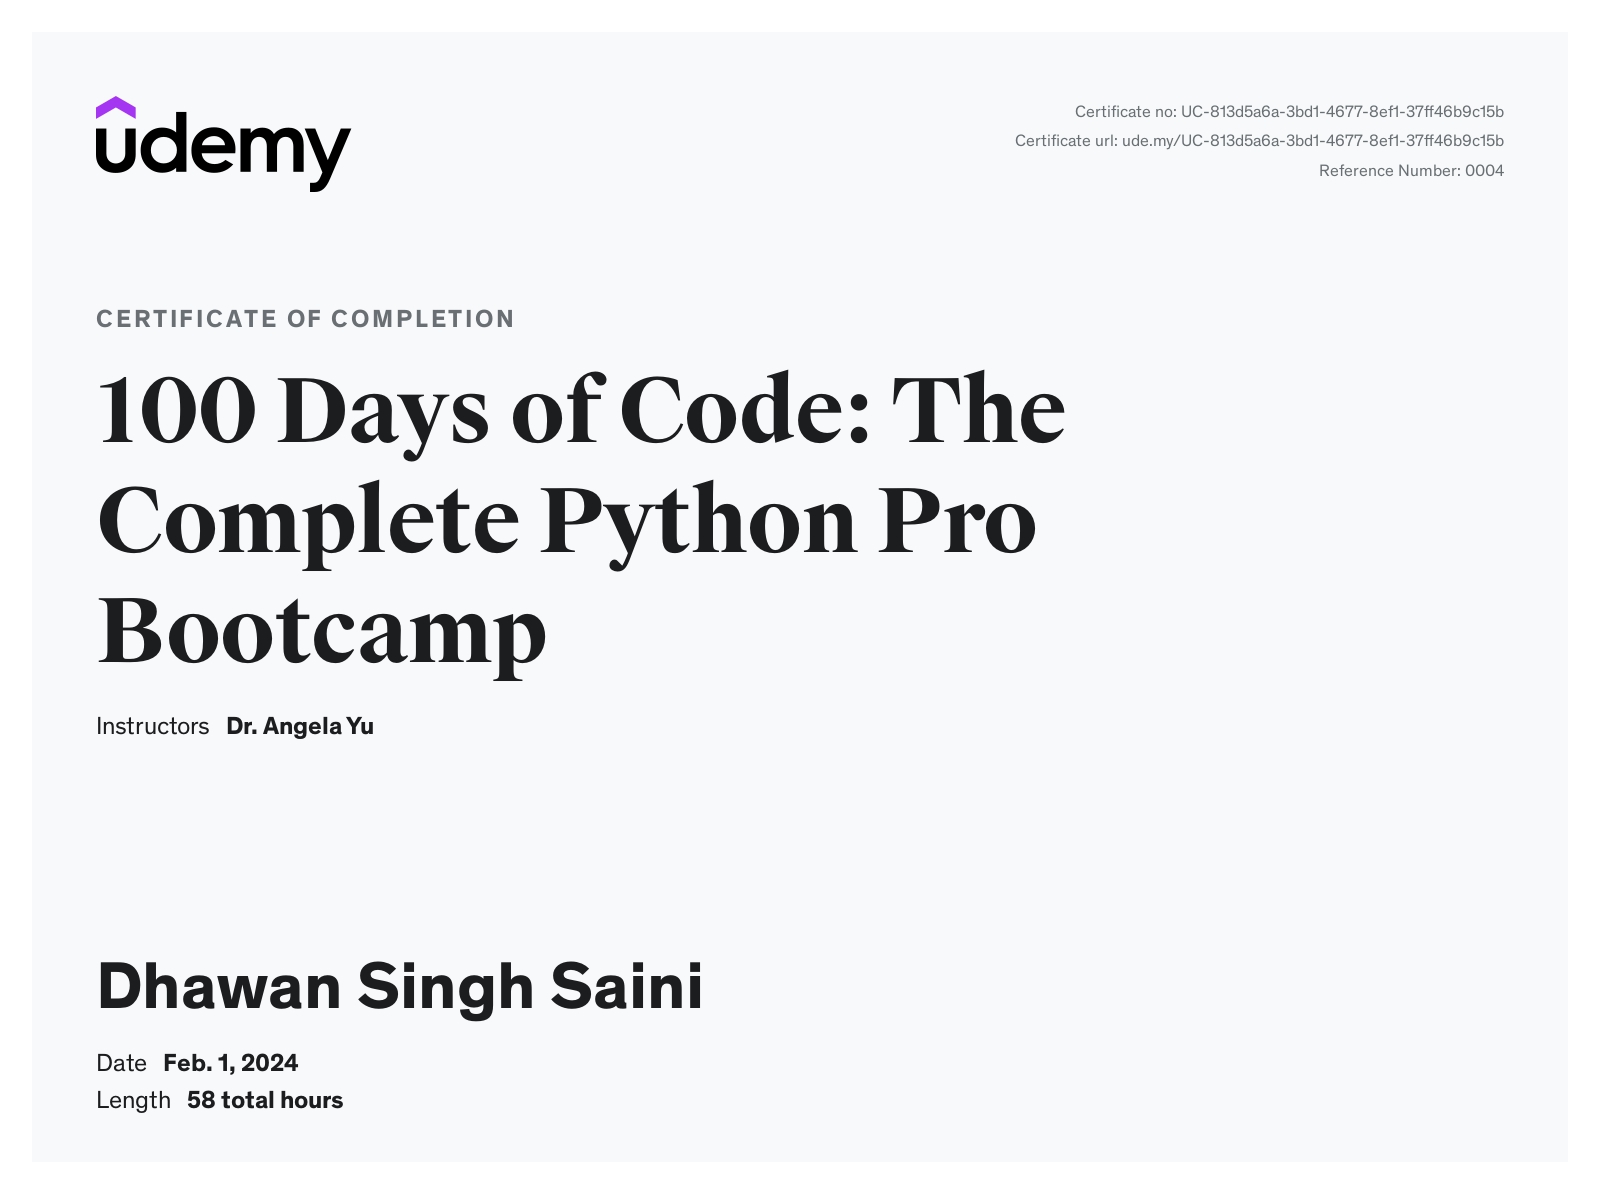 udemy
Certificate no: UC-813d5a6a-3bd1-4677-8ef1-37ff46b9c15b
Certificate url: ude.my/UC-813d5a6a-3bd1-4677-8ef1-37ff46b9c15b
Reference Number: 0004
CERTIFICATE OF COMPLETION
100 Days of Code: The
Complete Python Pro
Bootcamp
Instructors Dr. Angela Yu
Dhawan Singh Saini
Date Feb. 1, 2024
Length 58 total hours